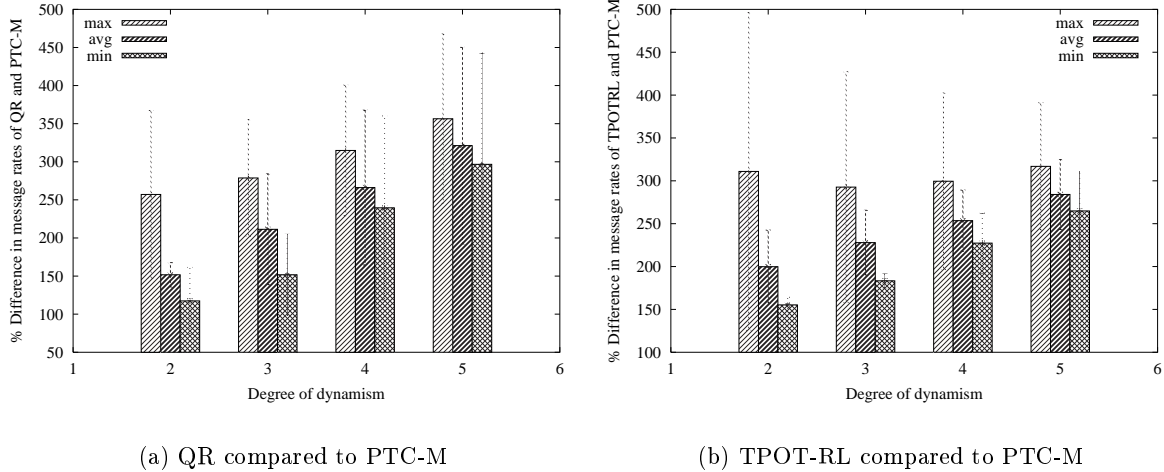 % Difference in message rates of QR and PTC-M
500
450
400
350
300
250
200
150
100
50
max
avg
min
1 2 3 4 5 6
Degree of dynamism
(a) QR compared to PTC-M
% Difference in message rates of TPOTRL and PTC-M
500
450
400
350
300
250
200
150
100
max
avg
min
1 2 3 4 5 6
Degree of dynamism
(b) TPOT-RL compared to PTC-M